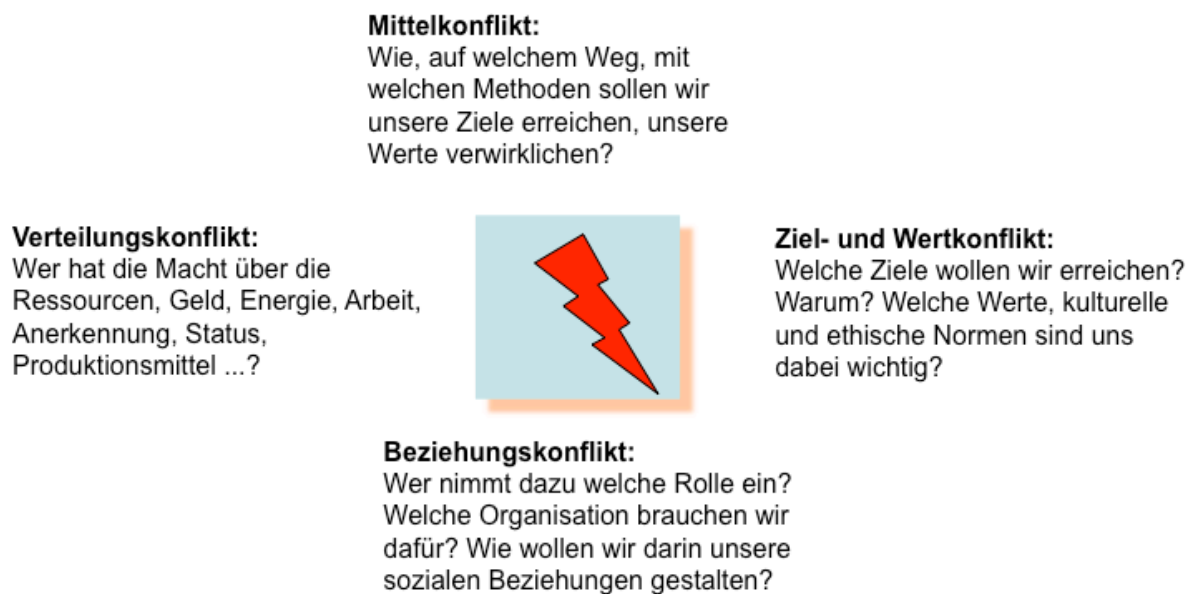 Mittelkonflikt:
Wie, auf welchem Weg, mit
welchen Methoden sollen wir
unsere Ziele erreichen, unsere
Werte verwirklichen?
Verteilungskonflikt:
Wer hat die Macht über die
Ressourcen, Geld, Energie, Arbeit,
Anerkennung, Status,
Produktionsmittel ...?
Ziel- und Wertkonflikt:
Welche Ziele wollen wir erreichen?
Warum? Welche Werte, kulturelle
und ethische Normen sind uns
dabei wichtig?
Beziehungskonflikt:
Wer nimmt dazu welche Rolle ein?
Welche Organisation brauchen wir
dafür? Wie wollen wir darin unsere
sozialen Beziehungen gestalten?